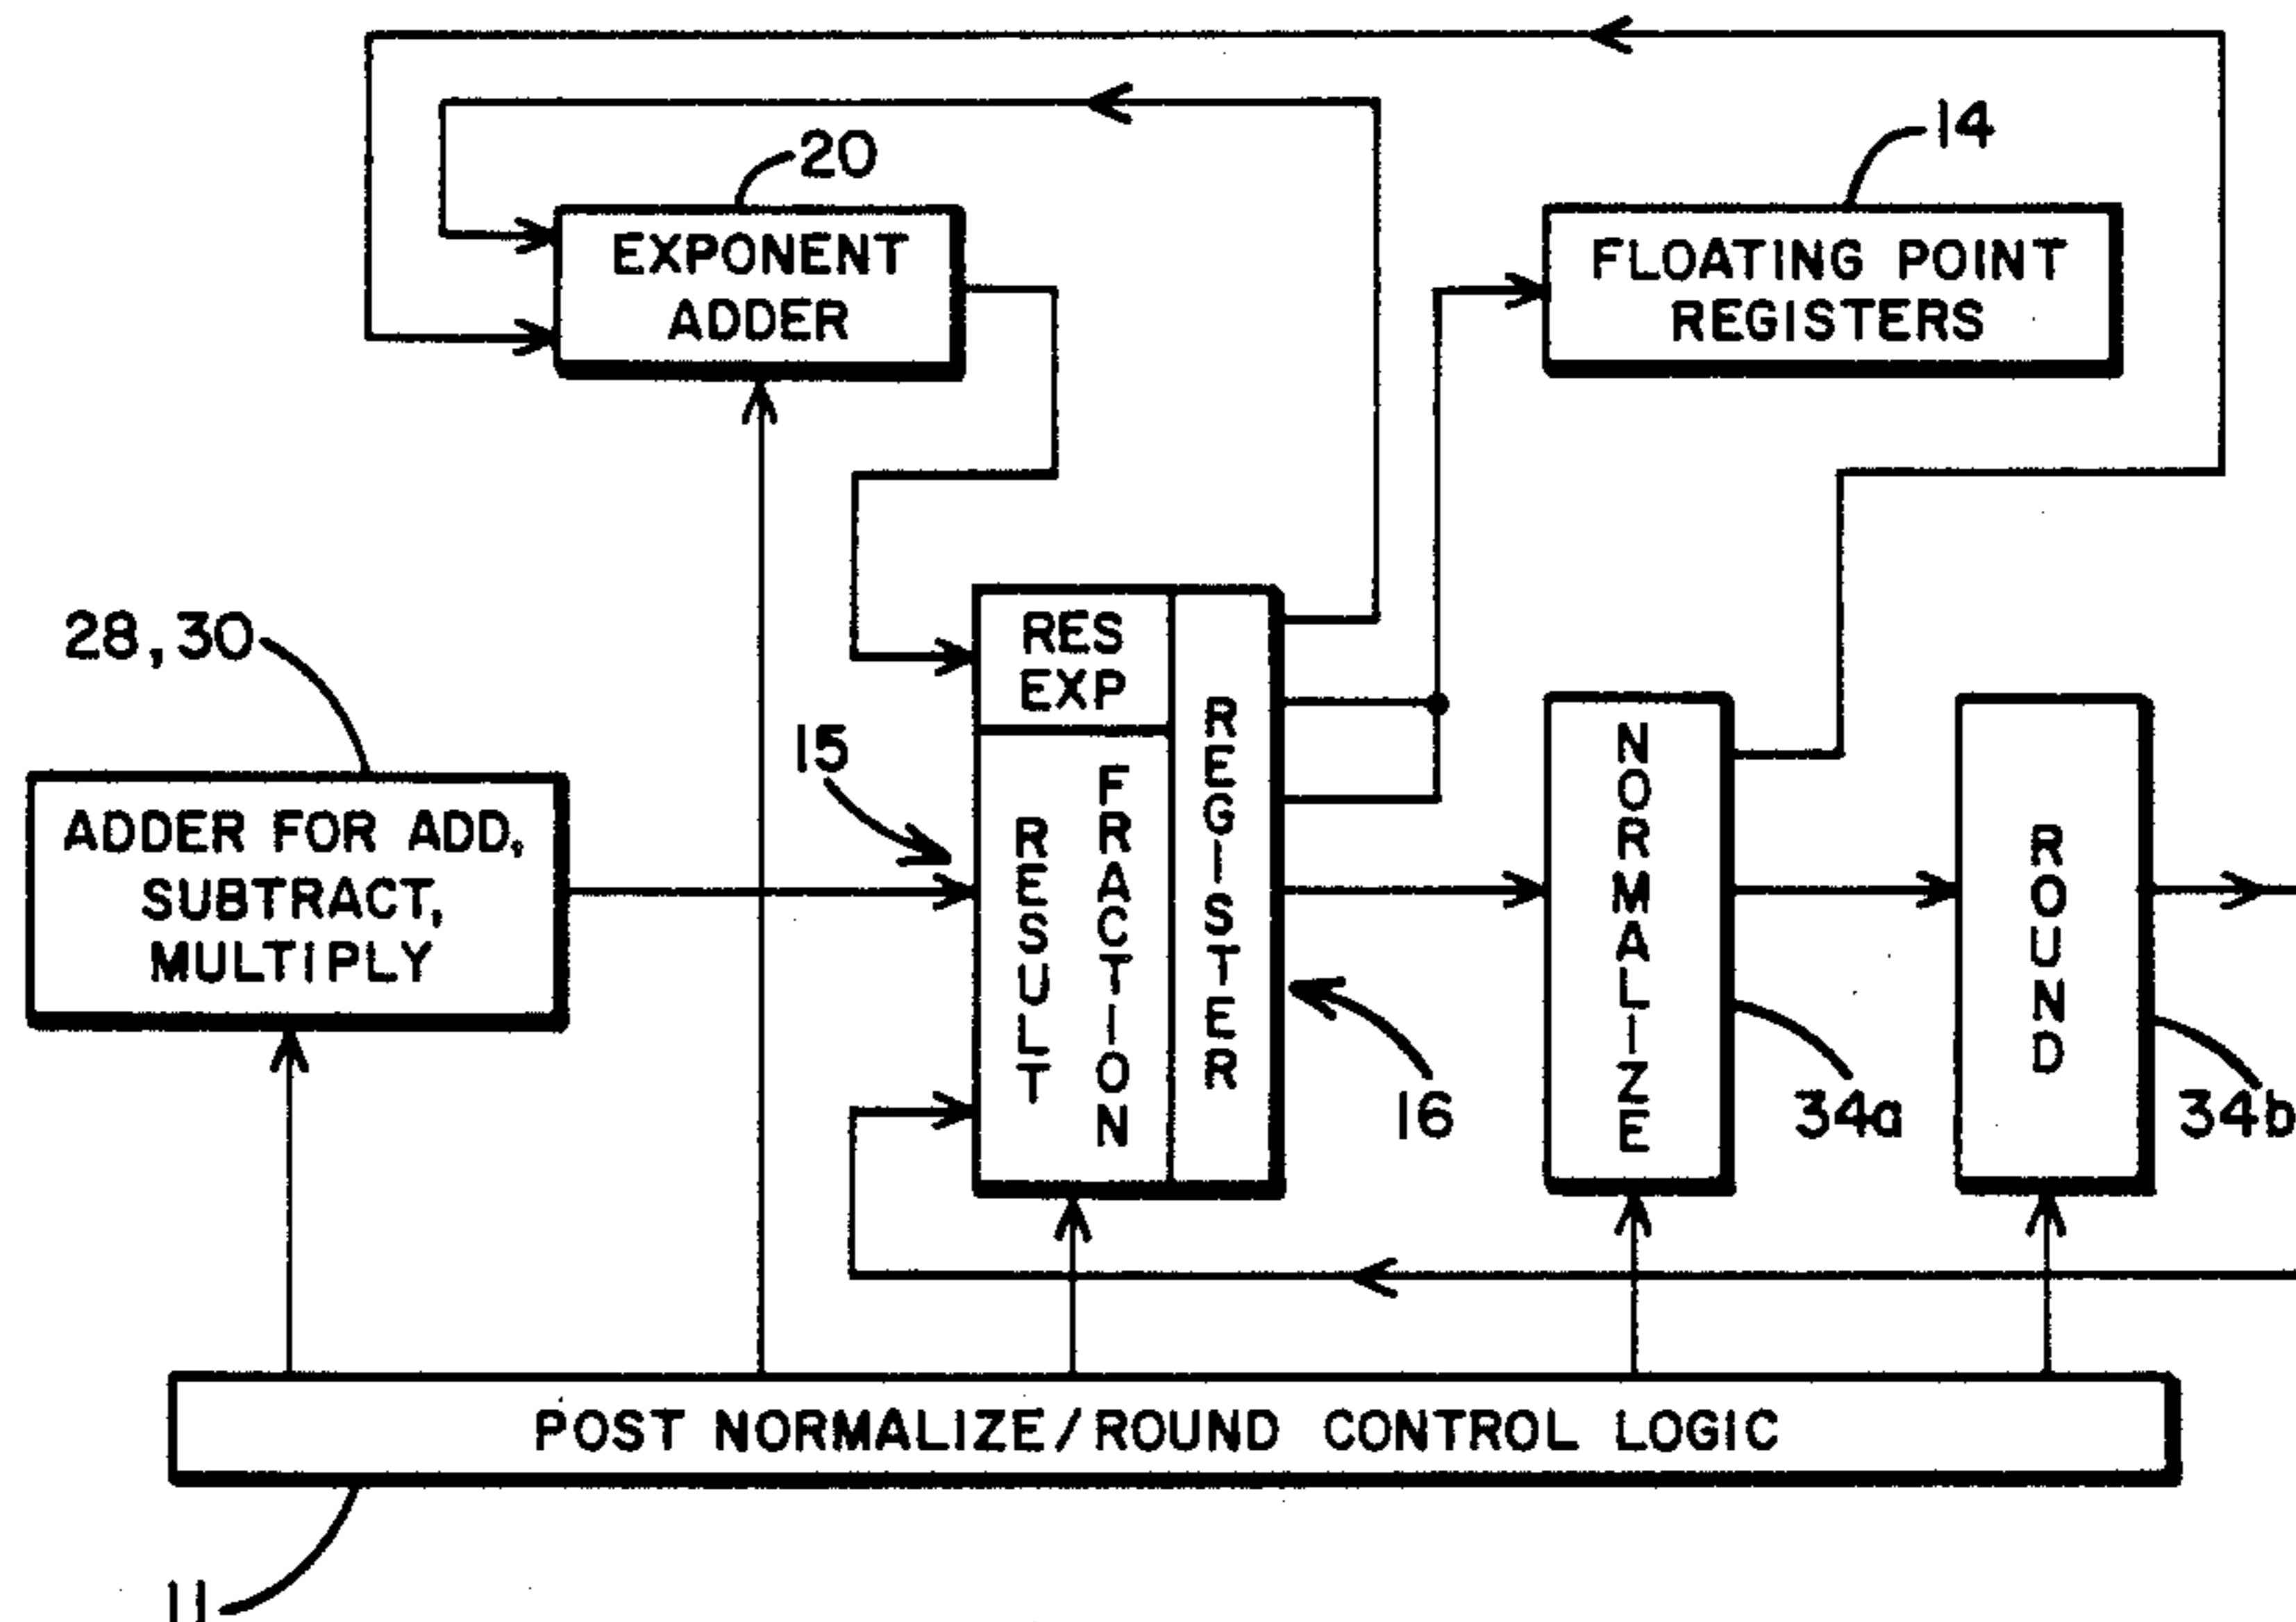 20
14
EXPONENT
ADDER
FLOATING POINT
REGISTERS
28,30
RES
EXP
REGISTER
15
ADDER FOR ADD,
SUBTRACT,
MULTIPLY
RESULT
FRACTION
NORMALIZE
ROUND
16
34a
34b
POST NORMALIZE/ROUND CONTROL LOGIC
11